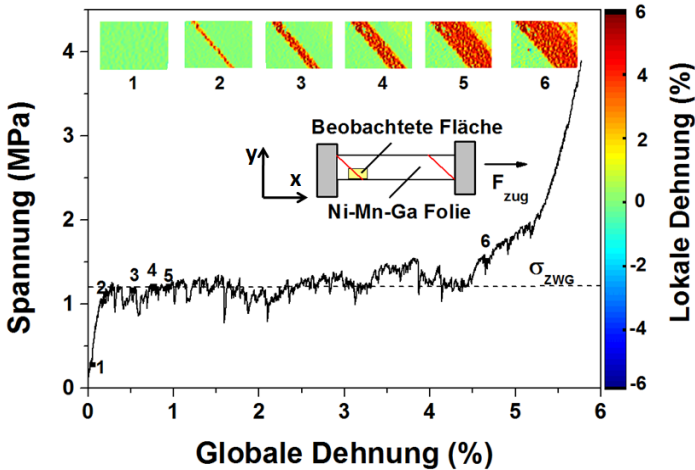 1 2 3 4 5 6
Beobachtete Fläche
y
x
F_zug
Ni-Mn-Ga Folie
6
σ_ZWG
2 3 4 5
1
4
3
2
1
0
Spannung (MPa)
0 1 2 3 4 5 6
Globale Dehnung (%)
6
4
2
0
-2
-4
-6
Lokale Dehnung (%)